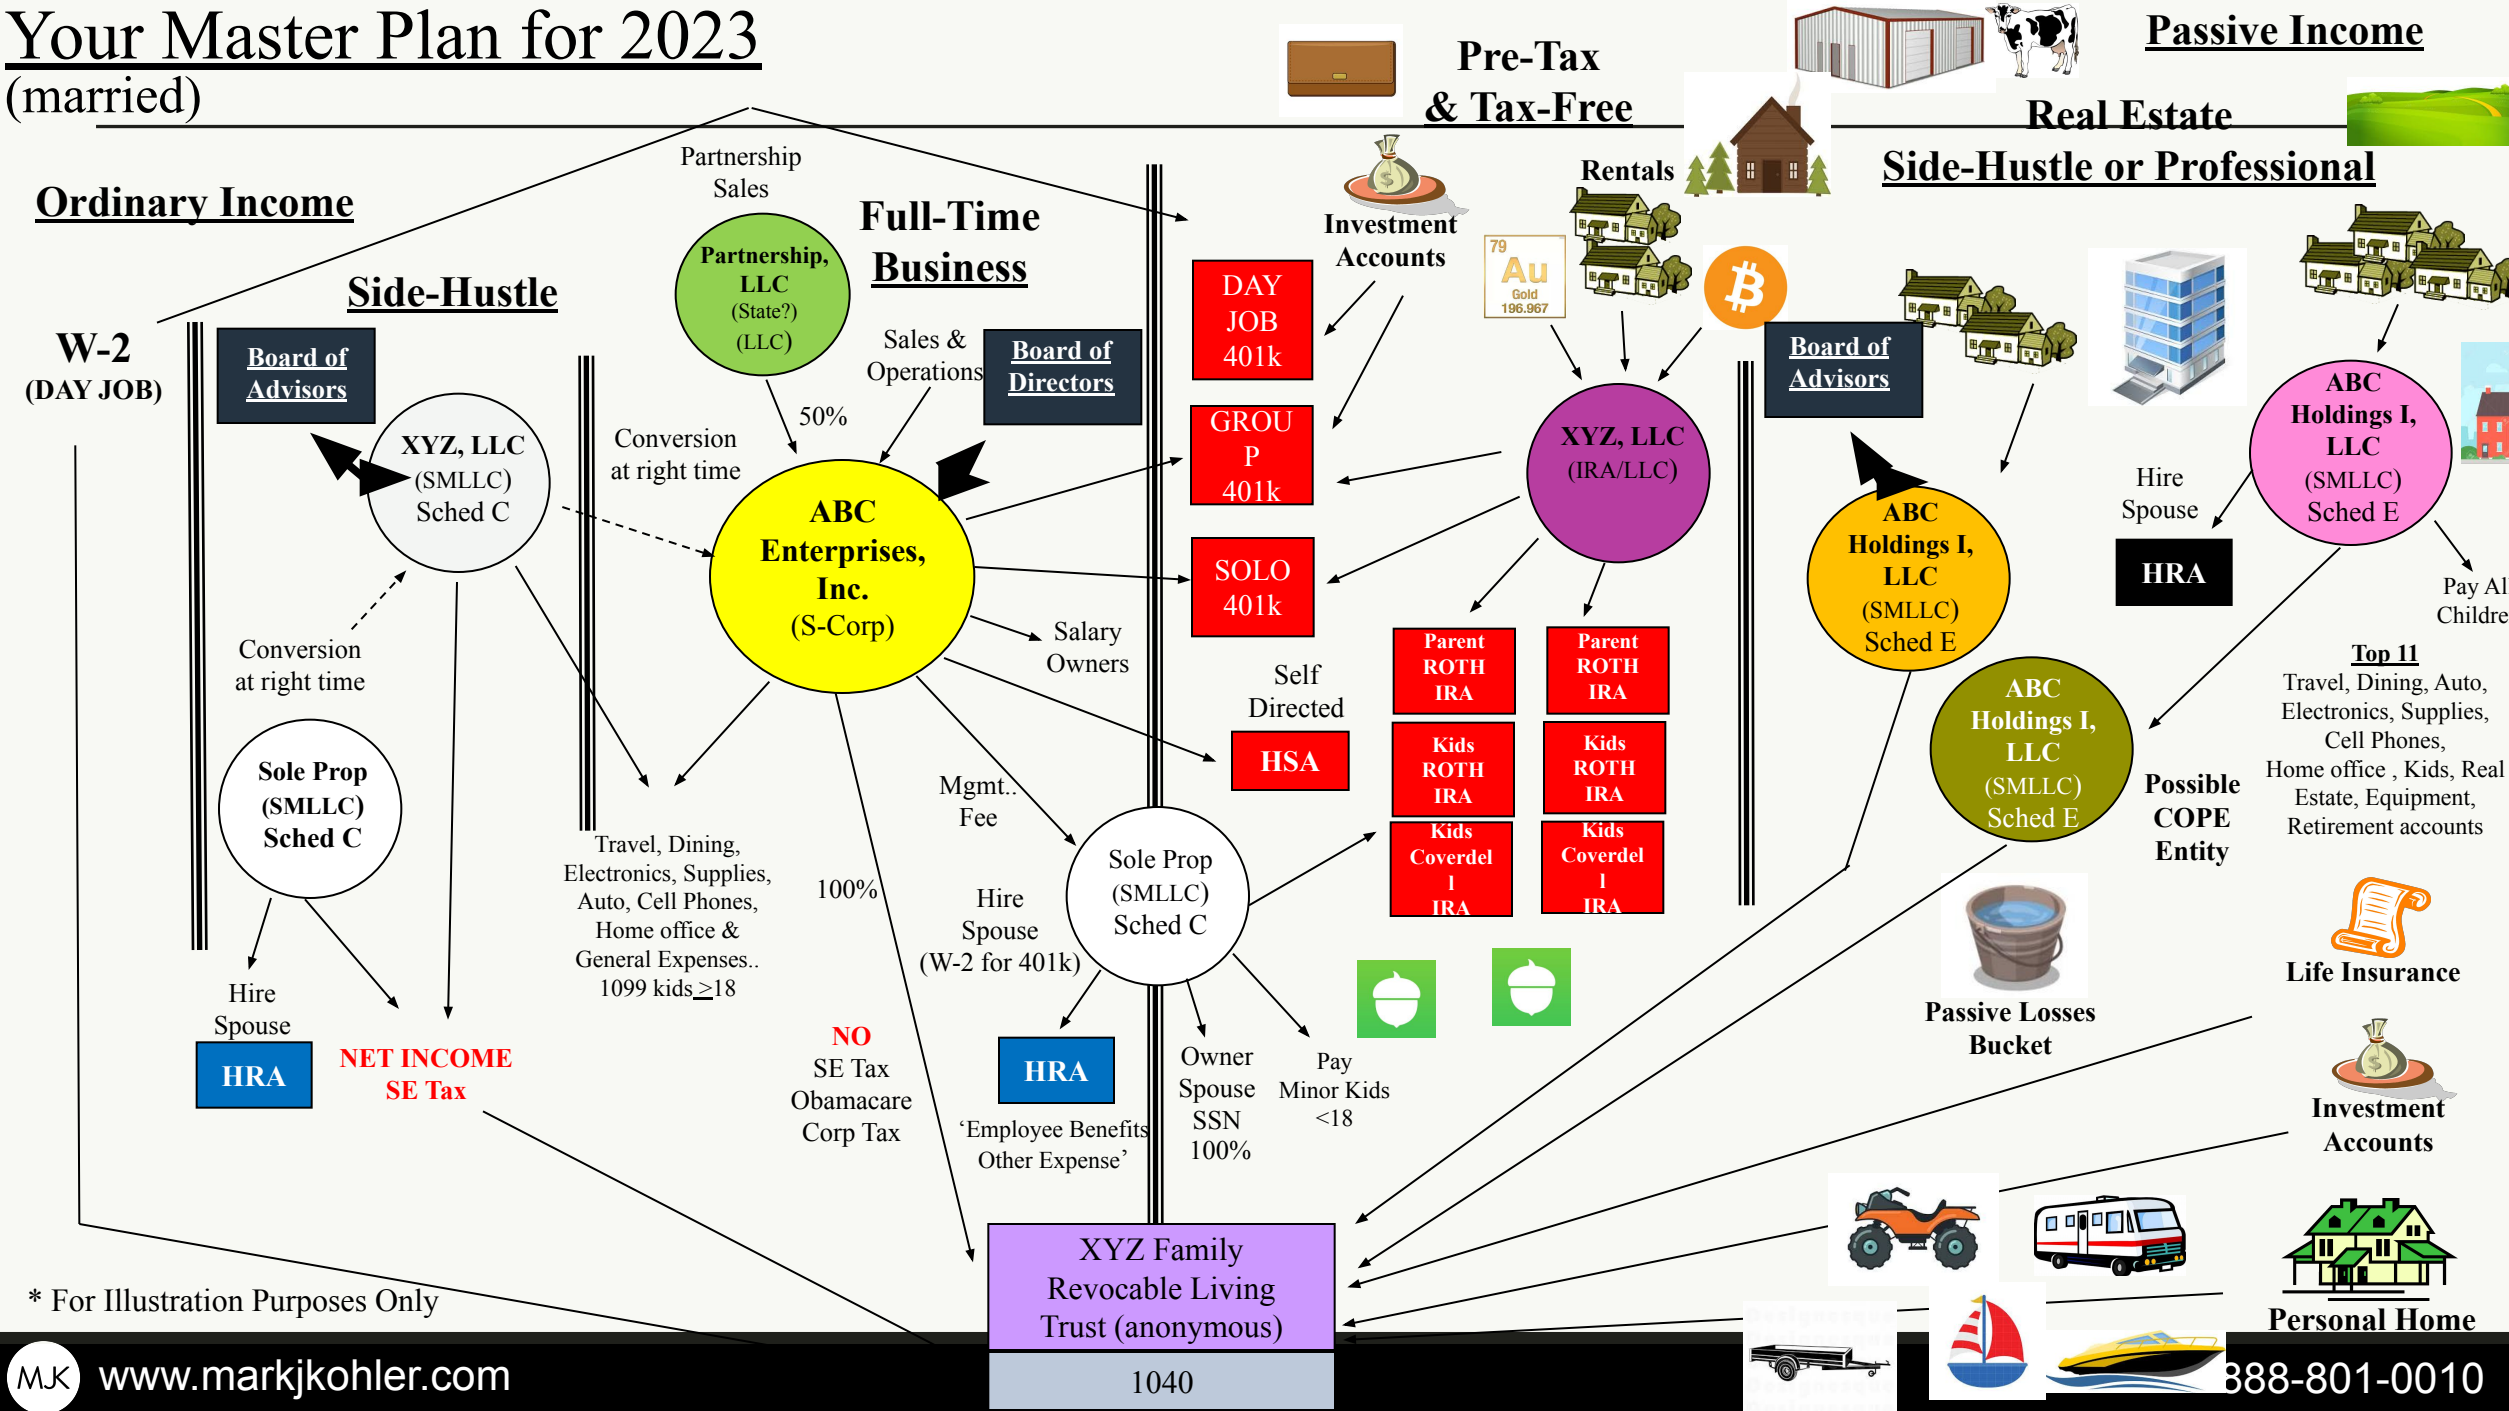 Your Master Plan for 2023
(married)
Ordinary Income
W-2
(DAY JOB)
Side-Hustle
Board of
Advisors
XYZ, LLC
(SMLLC)
Sched C
Conversion
at right time
Sole Prop
(SMLLC)
Sched C
Hire
Spouse
HRA
NET INCOME
SE Tax
Partnership
Sales
Partnership,
LLC
(State?)
(LLC)
50%
Full-Time
Business
Sales &
Operations
Board of
Directors
Conversion
at right time
ABC
Enterprises,
Inc.
(S-Corp)
Salary
Owners
Travel, Dining,
Electronics, Supplies,
Auto, Cell Phones,
Home office &
General Expenses..
1099 kids >18
100%
NO
SE Tax
Obamacare
Corp Tax
Mgmt..
Fee
Hire
Spouse
(W-2 for 401k)
Sole Prop
(SMLLC)
Sched C
HRA
‘Employee Benefits
Other Expense’
Owner
Spouse
SSN
100%
Pay
Minor Kids
<18
Pre-Tax
& Tax-Free
Investment
Accounts
DAY
JOB
401k
GROU
P
401k
SOLO
401k
Self
Directed
HSA
79
Au
Gold
196.967
Rentals
XYZ, LLC
(IRA/LLC)
Parent
ROTH
IRA
Parent
ROTH
IRA
Kids
ROTH
IRA
Kids
ROTH
IRA
Kids
Coverdel
l
IRA
Kids
Coverdel
l
IRA
Passive Income
Real Estate
Side-Hustle or Professional
Board of
Advisors
ABC
Holdings I,
LLC
(SMLLC)
Sched E
ABC
Holdings I,
LLC
(SMLLC)
Sched E
ABC
Holdings I,
LLC
(SMLLC)
Sched E
Hire
Spouse
HRA
Pay Al
Childre
Top 11
Travel, Dining, Auto,
Electronics, Supplies,
Cell Phones,
Home office , Kids, Real
Estate, Equipment,
Retirement accounts
Possible
COPE
Entity
Passive Losses
Bucket
Life Insurance
Investment
Accounts
Personal Home
XYZ Family
Revocable Living
Trust (anonymous)
1040
* For Illustration Purposes Only
MJK www.markjkohler.com
888-801-0010